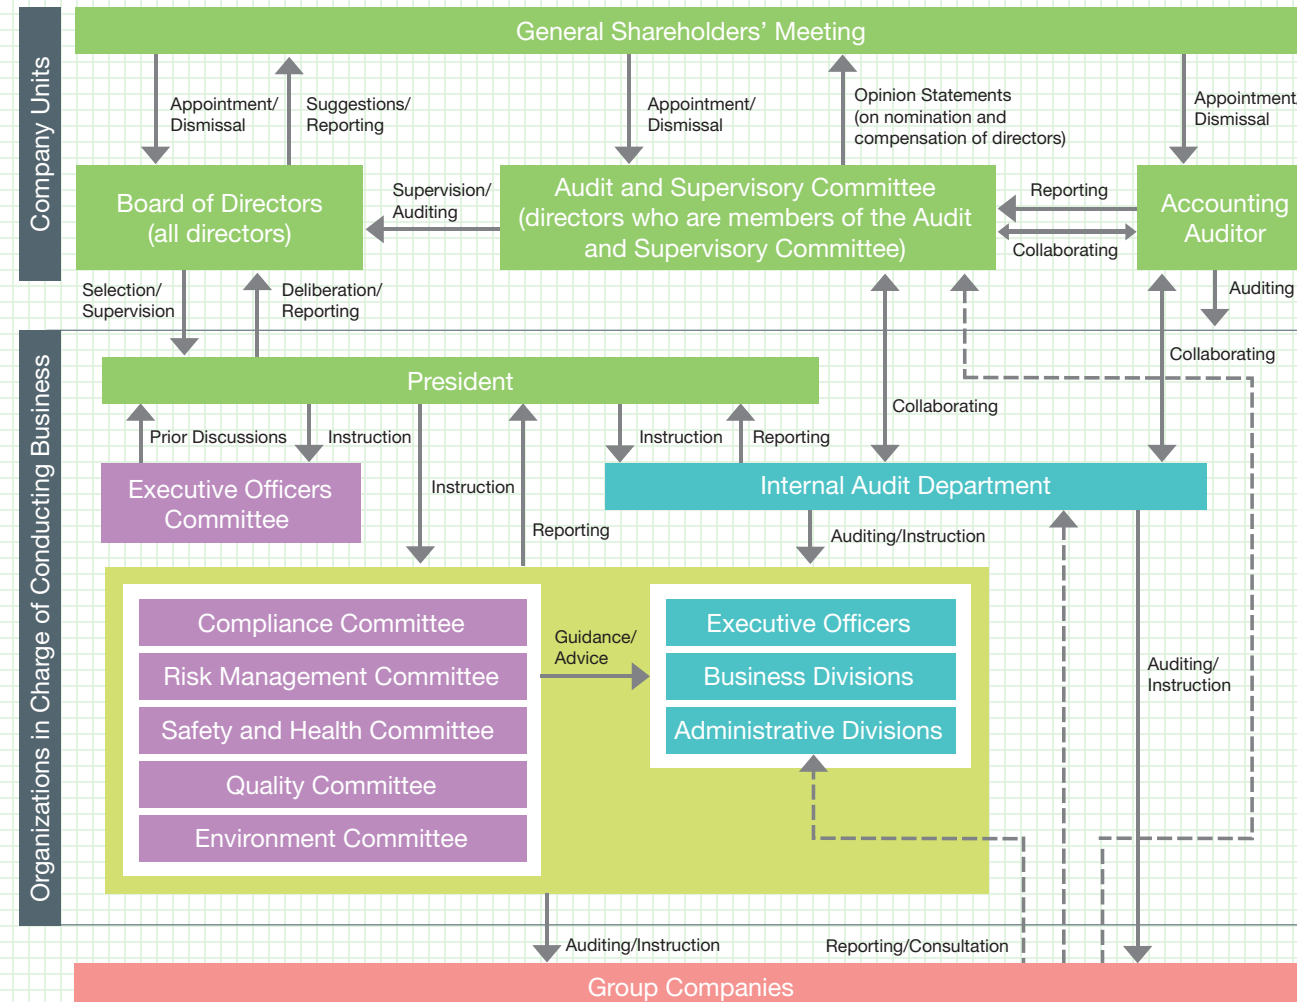 Company Units
General Shareholders’ Meeting
Appointment/
Dismissal
Suggestions/
Reporting
Appointment/
Dismissal
Opinion Statements
(on nomination and
compensation of directors)
Appointment/
Dismissal
Board of Directors
(all directors)
Supervision/
Auditing
Audit and Supervisory Committee
(directors who are members of the Audit
and Supervisory Committee)
Reporting
Collaborating
Accounting
Auditor
Selection/
Supervision
Deliberation/
Reporting
Auditing
Organizations in Charge of Conducting Business
President
Collaborating
Collaborating
Prior Discussions
Instruction
Instruction
Reporting
Instruction
Reporting
Executive Officers
Committee
Internal Audit Department
Auditing/Instruction
Compliance Committee
Risk Management Committee
Safety and Health Committee
Quality Committee
Environment Committee
Guidance/
Advice
Executive Officers
Business Divisions
Administrative Divisions
Auditing/
Instruction
Auditing/Instruction
Reporting/Consultation
Group Companies